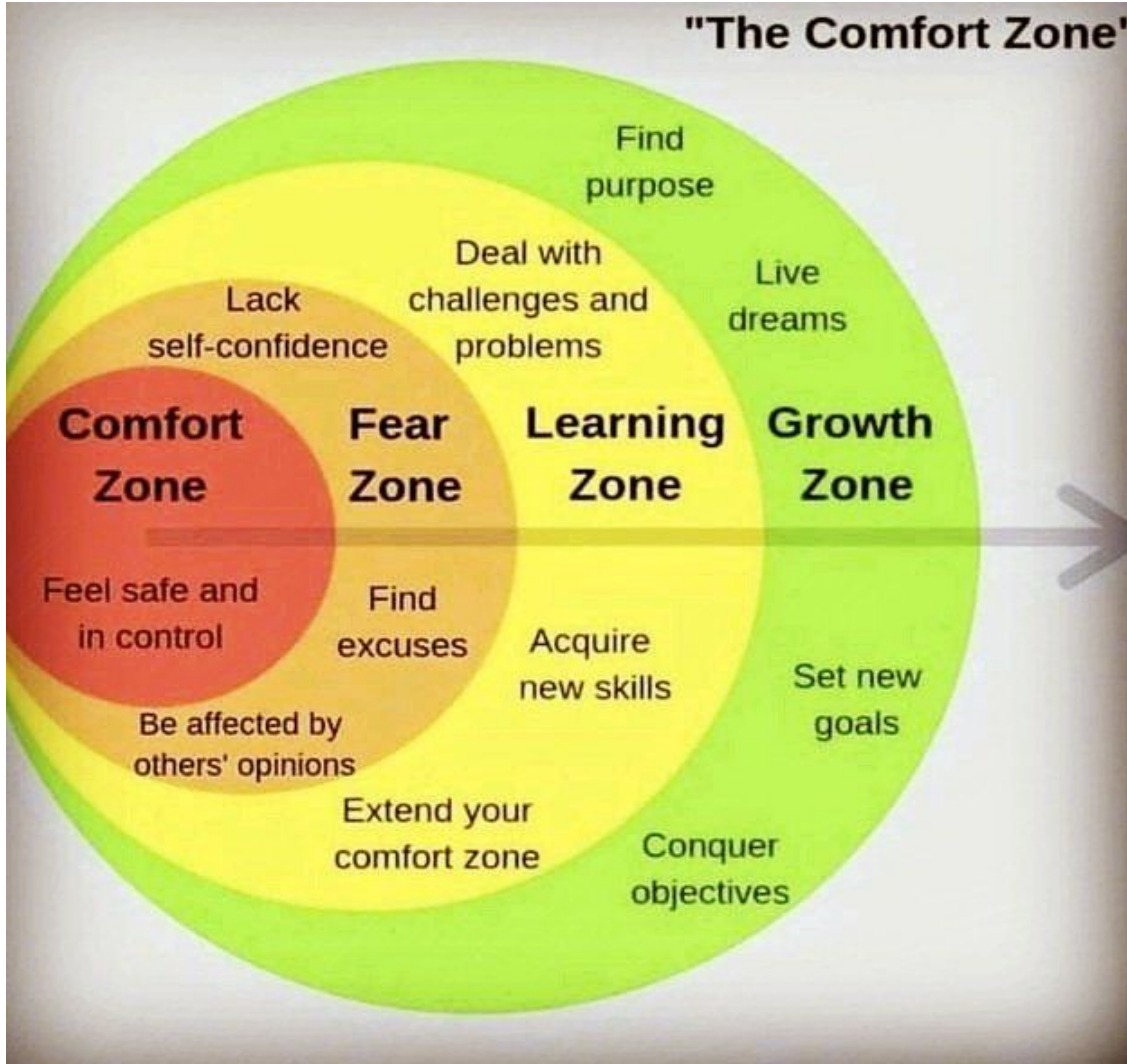 "The Comfort Zone"
Find
purpose
Live
dreams
Deal with
challenges and
problems
Lack
self-confidence
Comfort
Zone
Fear
Zone
Learning
Zone
Growth
Zone
Feel safe and
in control
Find
excuses
Acquire
new skills
Set new
goals
Be affected by
others' opinions
Extend your
comfort zone
Conquer
objectives